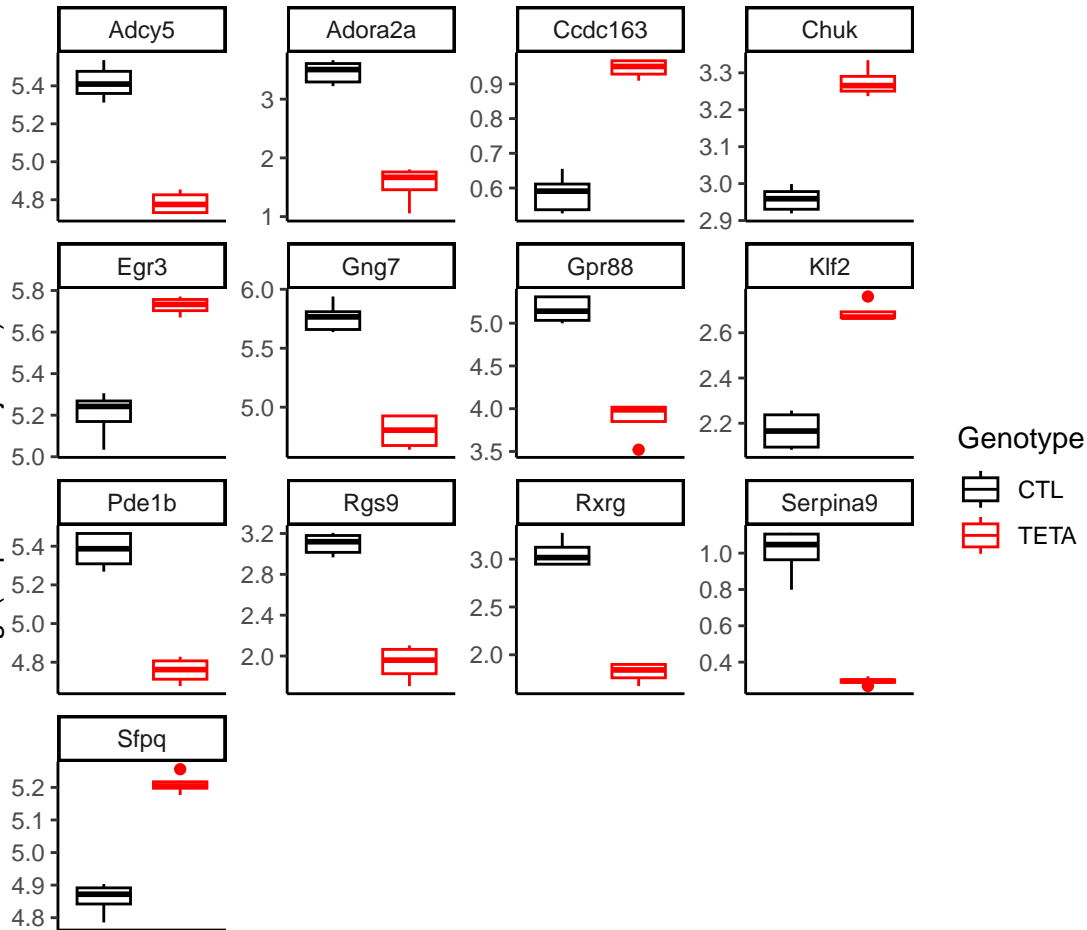 Adcy5 Adora2a Ccdc163 Chuk
5.4 5.2 5.0 4.8
3 2 1
0.9 0.8 0.7 0.6
3.3 3.2 3.1 3.0 2.9
Egr3 Gng7 Gpr88 Klf2
5.8 5.6 5.4 5.2 5.0
6.0 5.5 5.0
5.0 4.5 4.0 3.5
2.6 2.4 2.2
Genotype
CTL
TETA
Pde1b Rgs9 Rxrg Serpina9
5.4 5.2 5.0 4.8
3.2 2.8 2.4 2.0
3.0 2.5 2.0
1.0 0.8 0.6 0.4
Sfpq
5.2 5.1 5.0 4.9 4.8